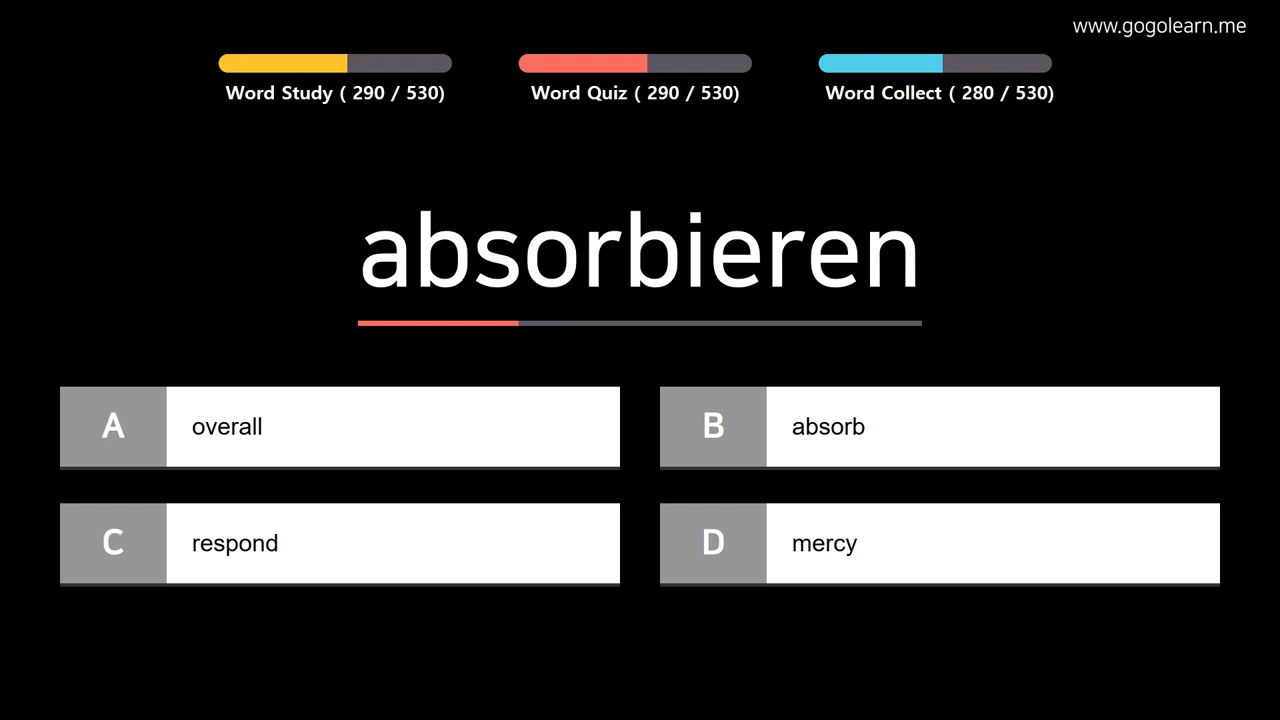 www.gogolearn.me
Word Study ( 290 / 530)
Word Quiz ( 290 / 530)
Word Collect ( 280 / 530)
absorbieren
A overall
B absorb
C respond
D mercy